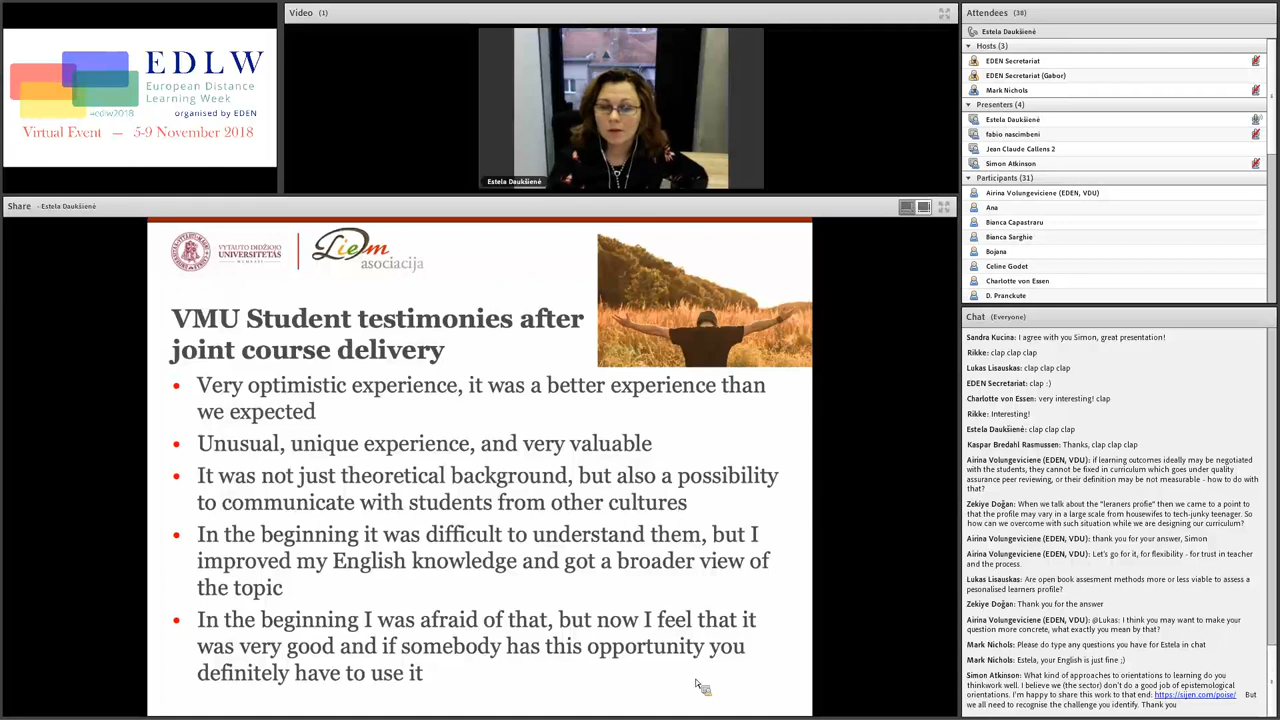 EDLW
European Distance
Learning Week
#edw2018
organised by EDEN
Virtual Event — 5-9 November 2018
Video (1)
Estela Daukšienė
Share - Estela Daukšienė
VYTAUTO DIDŽIOJO
UNIVERSITETAS
MCMXXII
Liedm
asociacija
VMU Student testimonies after
joint course delivery
• Very optimistic experience, it was a better experience than
we expected
• Unusual, unique experience, and very valuable
• It was not just theoretical background, but also a possibility
to communicate with students from other cultures
• In the beginning it was difficult to understand them, but I
improved my English knowledge and got a broader view of
the topic
• In the beginning I was afraid of that, but now I feel that it
was very good and if somebody has this opportunity you
definitely have to use it
Attendees (38)
Estela Daukšienė
Hosts (3)
EDEN Secretariat
EDEN Secretariat (Gabor)
Mark Nichols
Presenters (4)
Estela Daukšienė
fabio nascimbeni
Jean Claude Callens 2
Simon Atkinson
Participants (31)
Airina Volungeviciene (EDEN, VDU)
Ana
Bianca Capastraru
Bianca Sarghie
Bojana
Celine Godet
Charlotte von Essen
D. Pranckute
Chat (Everyone)
Sandra Kucina: I agree with you Simon, great presentation!
Rikke: clap clap clap
Lukas Lisauskas: clap clap clap
EDEN Secretariat: clap :)
Charlotte von Essen: very interesting! clap
Rikke: Interesting!
Estela Daukšienė: clap clap clap
Kaspar Bredahl Rasmussen: Thanks, clap clap clap
Airina Volungeviciene (EDEN, VDU): if learning outcomes ideally may be negotiated
with the students, they cannot be fixed in curriculum which goes under quality
assurance peer reviewing, or their definition may be not measurable - how to do with
that?
Zekiye Doğan: When we talk about the "leraners profie" then we came to a point to
that the profile may vary in a large scale from housewifes to tech-junky teenager. So
how can we overcome with such situation while we are designing our curriculum?
Airina Volungeviciene (EDEN, VDU): thank you for your answer, Simon
Airina Volungeviciene (EDEN, VDU): Let's go for it, for flexibility - for trust in teacher
and the process.
Lukas Lisauskas: Are open book assesment methods more or less viable to assess a
pesonalised learners profile?
Zekiye Doğan: Thank you for the answer
Airina Volungeviciene (EDEN, VDU): @Lukas: I think you may want to make your
question more concrete, what exactly you mean by that?
Mark Nichols: Please do type any questions you have for Estela in chat
Mark Nichols: Estela, your English is just fine ;)
Simon Atkinson: What kind of approaches to orientations to learning do you
thinkwork well. I believe we (the sector) don't do a good job of epistemological
orientations. I'm happy to share this work to that end: https://sijen.com/poise/ But
we all need to recognise the challenge you identify. Thank you